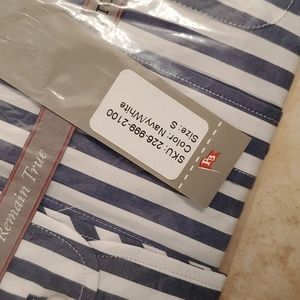 SKU: 226-999-2100
Color: Navy/White
Size: S
Remain True